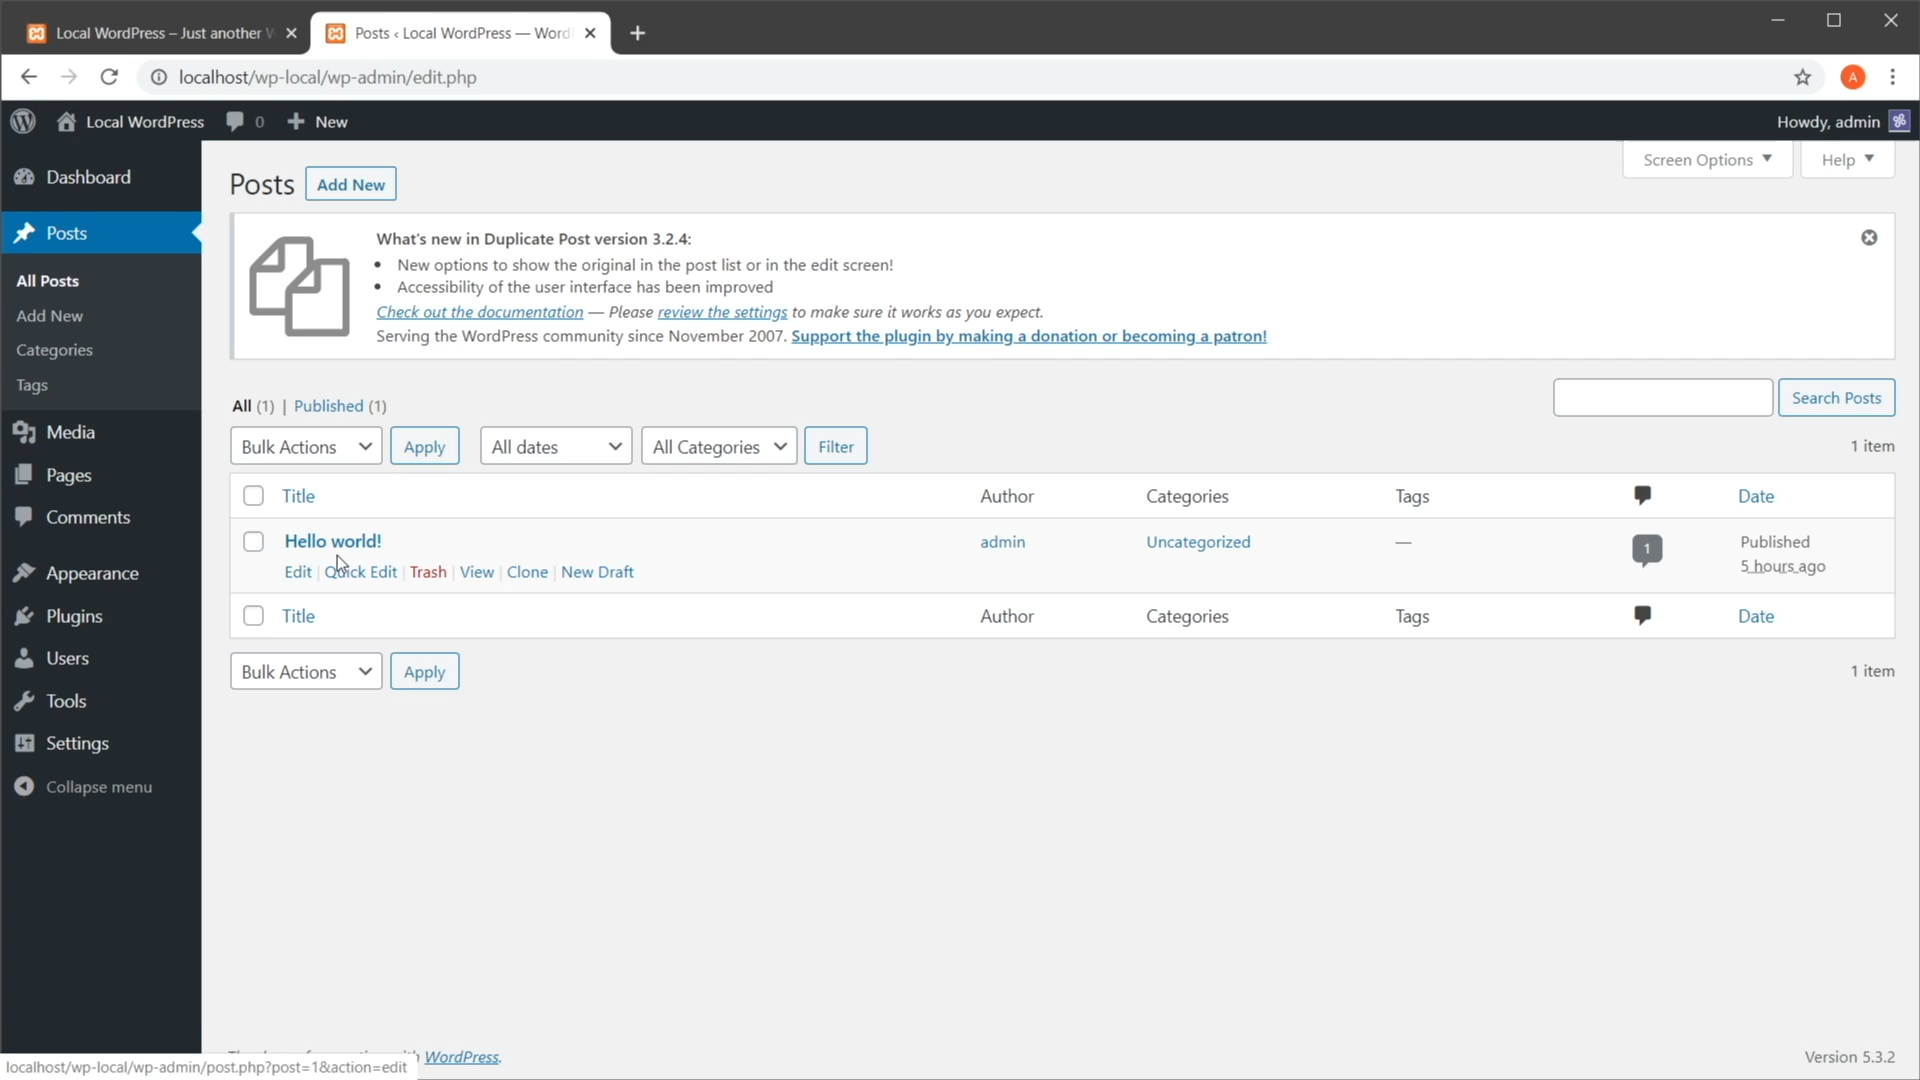 Local WordPress – Just another W
Posts ‹ Local WordPress — Word
localhost/wp-local/wp-admin/edit.php
A
Local WordPress 0 New
Howdy, admin
Dashboard
Posts
All Posts
Add New
Categories
Tags
Media
Pages
Comments
Appearance
Plugins
Users
Tools
Settings
Collapse menu
Screen Options
Help
Posts Add New
What's new in Duplicate Post version 3.2.4:
• New options to show the original in the post list or in the edit screen!
• Accessibility of the user interface has been improved
Check out the documentation — Please review the settings to make sure it works as you expect.
Serving the WordPress community since November 2007. Support the plugin by making a donation or becoming a patron!
All (1) | Published (1)
Search Posts
Bulk Actions Apply All dates All Categories Filter
1 item
Title Author Categories Tags Date
Hello world! admin Uncategorized — 1 Published
Edit | Quick Edit | Trash | View | Clone | New Draft 5 hours ago
Title Author Categories Tags Date
Bulk Actions Apply
1 item
WordPress.
Version 5.3.2
localhost/wp-local/wp-admin/post.php?post=1&action=edit